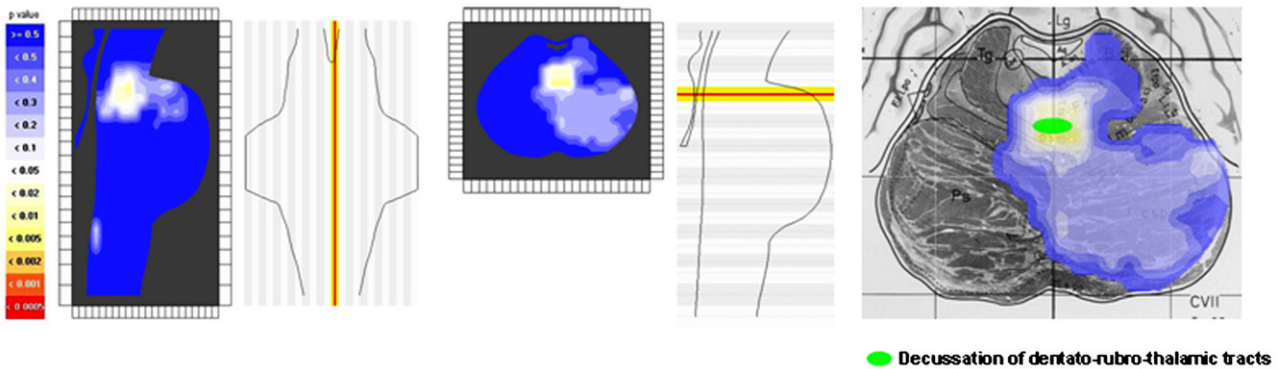 p value
>= 0.5
< 0.5
< 0.4
< 0.3
< 0.2
< 0.1
< 0.05
< 0.02
< 0.01
< 0.005
< 0.002
< 0.001
< 0.0005
Lg
Tg
Ps
CVII
Decussation of dentato-rubro-thalamic tracts